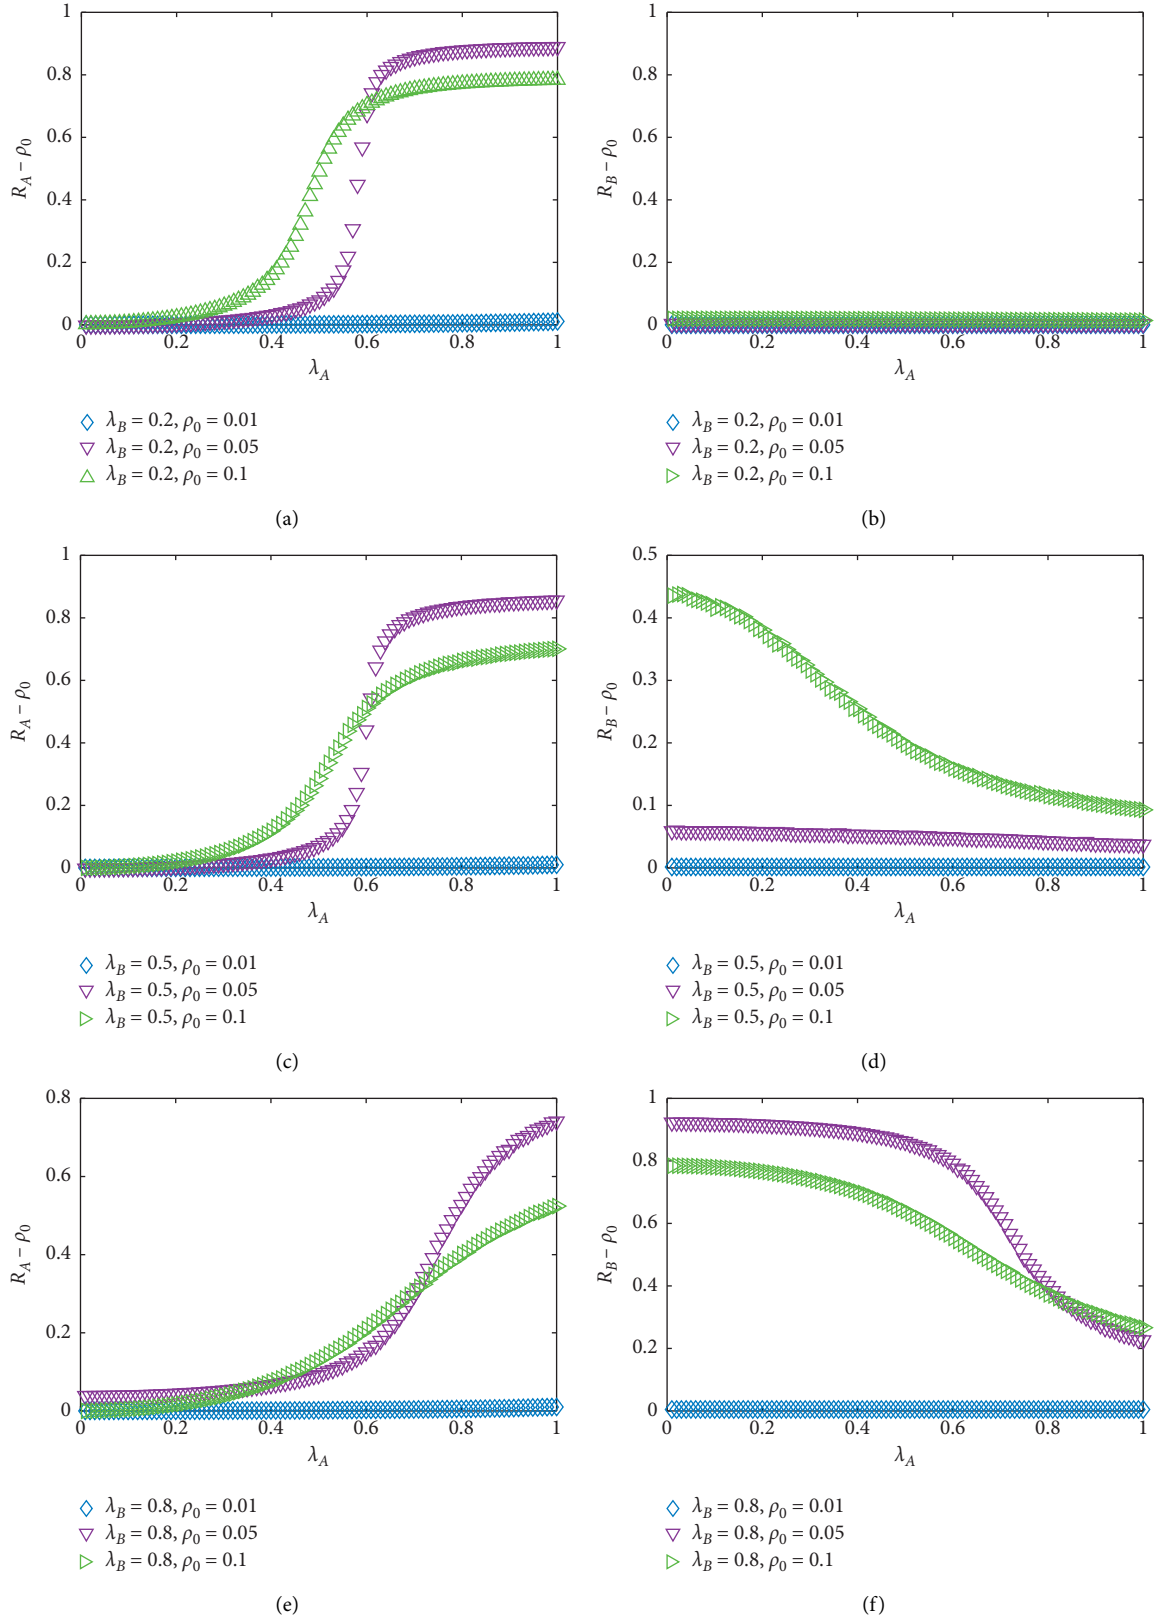 1
0.8
0.6
0.4
0.2
0
R_A – ρ_0
0 0.2 0.4 0.6 0.8 1
λ_A
λ_B = 0.2, ρ_0 = 0.01
λ_B = 0.2, ρ_0 = 0.05
λ_B = 0.2, ρ_0 = 0.1
(a)
1
0.8
0.6
0.4
0.2
0
R_B – ρ_0
0 0.2 0.4 0.6 0.8 1
λ_A
λ_B = 0.2, ρ_0 = 0.01
λ_B = 0.2, ρ_0 = 0.05
λ_B = 0.2, ρ_0 = 0.1
(b)
1
0.8
0.6
0.4
0.2
0
R_A – ρ_0
0 0.2 0.4 0.6 0.8 1
λ_A
λ_B = 0.5, ρ_0 = 0.01
λ_B = 0.5, ρ_0 = 0.05
λ_B = 0.5, ρ_0 = 0.1
(c)
0.5
0.4
0.3
0.2
0.1
0
R_B – ρ_0
0 0.2 0.4 0.6 0.8 1
λ_A
λ_B = 0.5, ρ_0 = 0.01
λ_B = 0.5, ρ_0 = 0.05
λ_B = 0.5, ρ_0 = 0.1
(d)
0.8
0.6
0.4
0.2
0
R_A – ρ_0
0 0.2 0.4 0.6 0.8 1
λ_A
λ_B = 0.8, ρ_0 = 0.01
λ_B = 0.8, ρ_0 = 0.05
λ_B = 0.8, ρ_0 = 0.1
(e)
1
0.8
0.6
0.4
0.2
0
R_B – ρ_0
0 0.2 0.4 0.6 0.8 1
λ_A
λ_B = 0.8, ρ_0 = 0.01
λ_B = 0.8, ρ_0 = 0.05
λ_B = 0.8, ρ_0 = 0.1
(f)